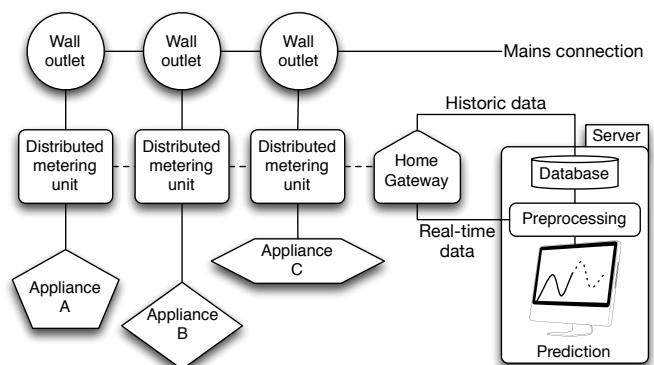 Wall
outlet
Wall
outlet
Wall
outlet
Mains connection
Historic data
Server
Distributed
metering
unit
Distributed
metering
unit
Distributed
metering
unit
Home
Gateway
Database
Preprocessing
Real-time
data
Appliance
A
Appliance
B
Appliance
C
Prediction